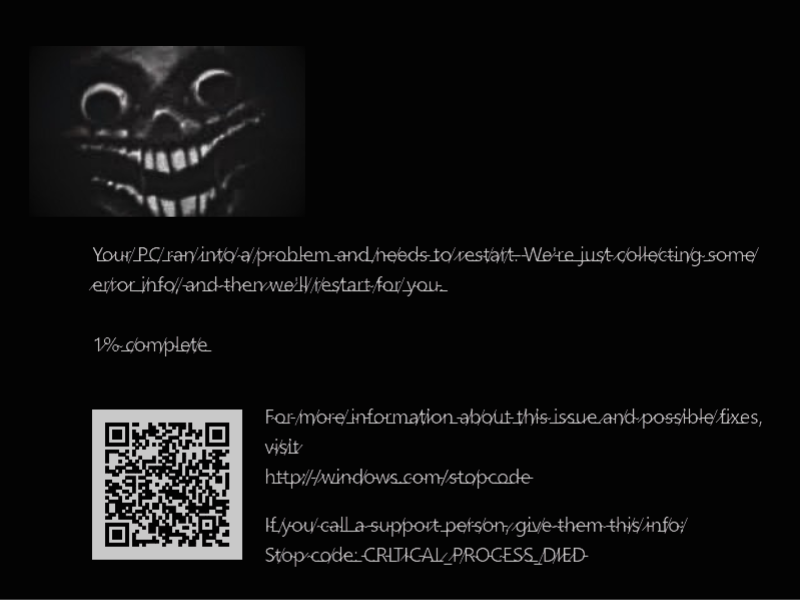 Your PC ran into a problem and needs to restart. We're just collecting some
error info, and then we'll restart for you.
1% complete
For more information about this issue and possible fixes,
visit
http://windows.com/stopcode
If you call a support person, give them this info:
Stop code: CRITICAL_PROCESS_DIED